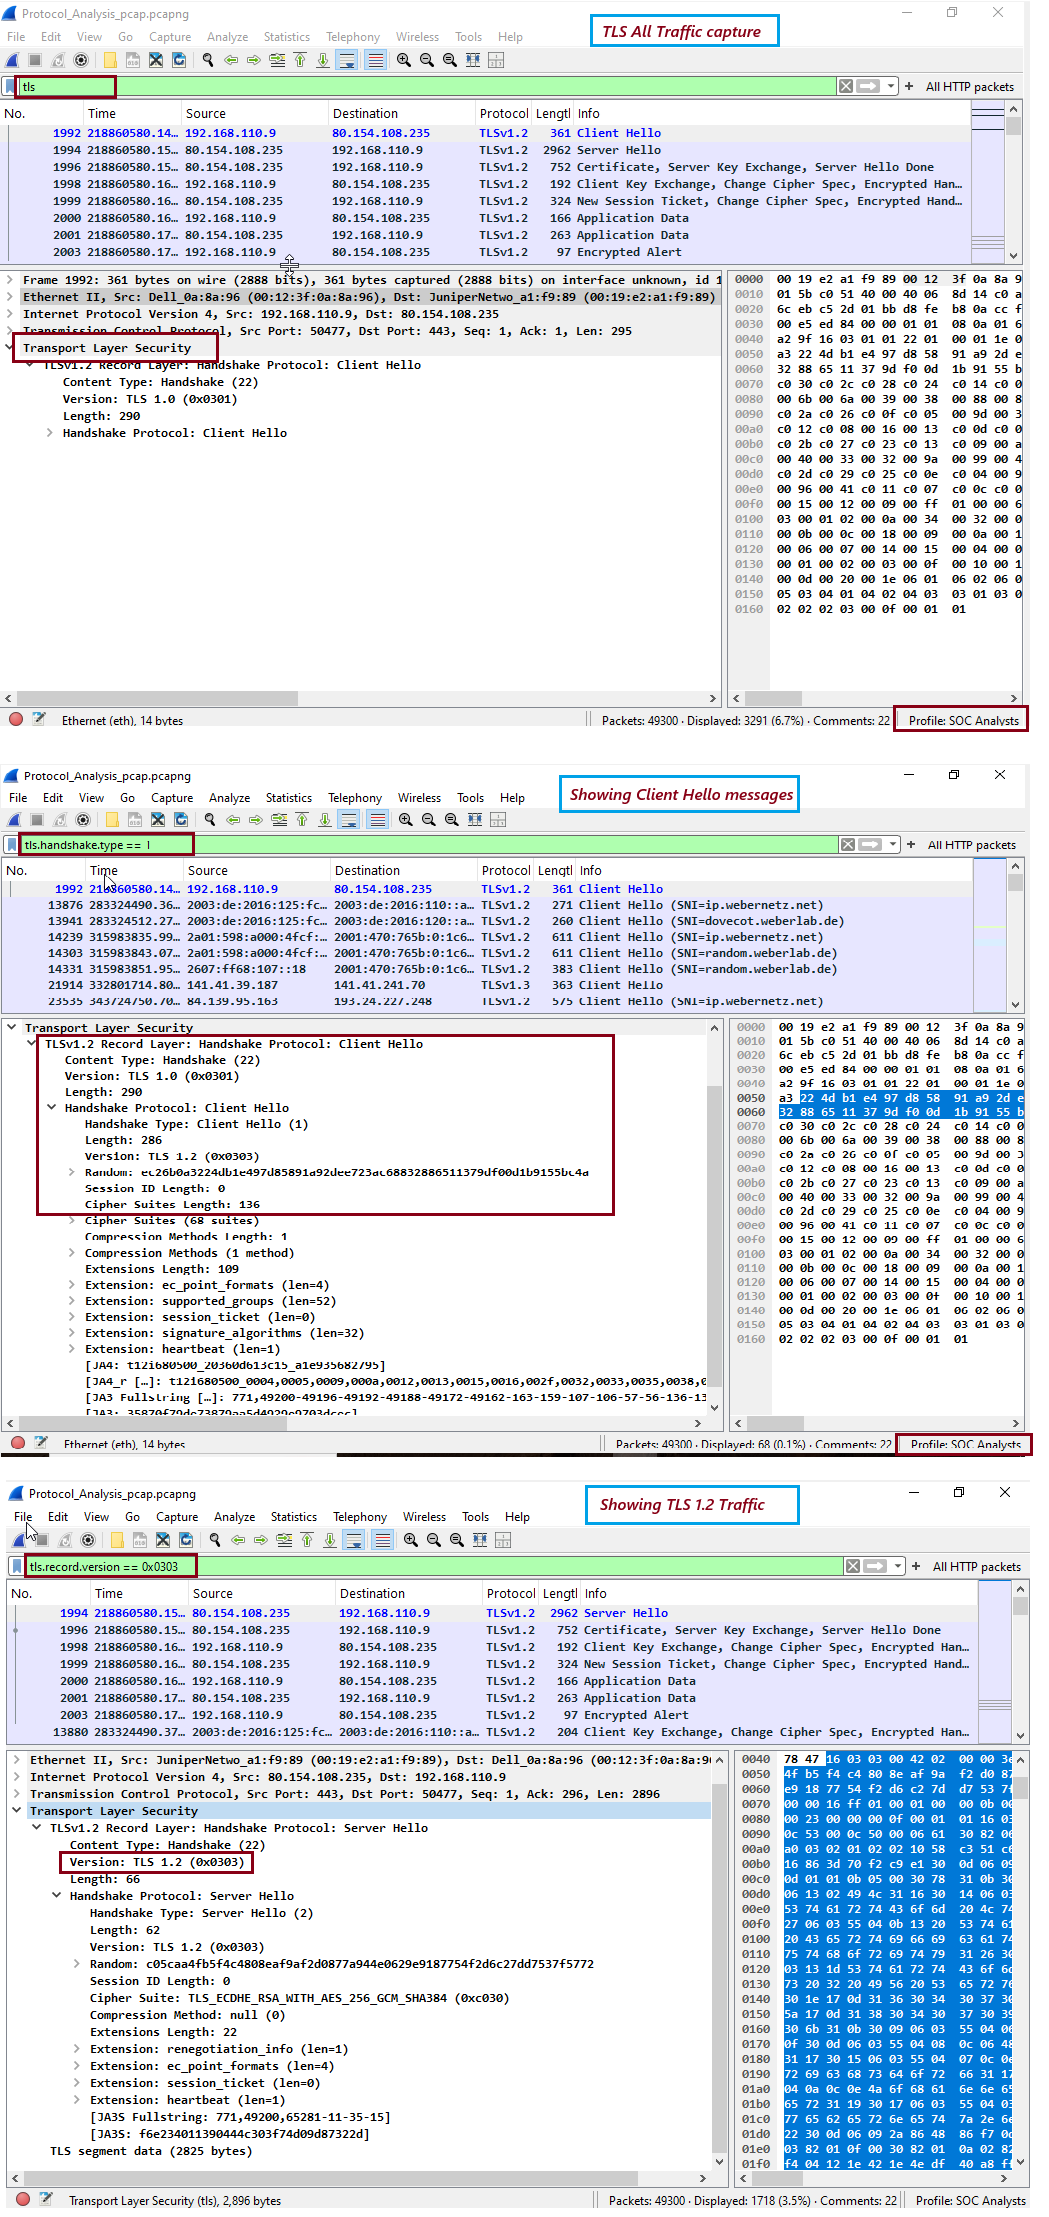 Protocol_Analysis_pcap.pcapng
TLS All Traffic capture
File Edit View Go Capture Analyze Statistics Telephony Wireless Tools Help
tls
All HTTP packets
No. Time Source Destination Protocol Lengtl Info
1992 218860580.14… 192.168.110.9 80.154.108.235 TLSv1.2 361 Client Hello
1994 218860580.15… 80.154.108.235 192.168.110.9 TLSv1.2 2962 Server Hello
1996 218860580.15… 80.154.108.235 192.168.110.9 TLSv1.2 752 Certificate, Server Key Exchange, Server Hello Done
1998 218860580.16… 192.168.110.9 80.154.108.235 TLSv1.2 192 Client Key Exchange, Change Cipher Spec, Encrypted Han…
1999 218860580.16… 80.154.108.235 192.168.110.9 TLSv1.2 324 New Session Ticket, Change Cipher Spec, Encrypted Hand…
2000 218860580.16… 192.168.110.9 80.154.108.235 TLSv1.2 166 Application Data
2001 218860580.17… 80.154.108.235 192.168.110.9 TLSv1.2 263 Application Data
2003 218860580.17… 192.168.110.9 80.154.108.235 TLSv1.2 97 Encrypted Alert
Frame 1992: 361 bytes on wire (2888 bits), 361 bytes captured (2888 bits) on interface unknown, id 1
Ethernet II, Src: Dell_0a:8a:96 (00:12:3f:0a:8a:96), Dst: JuniperNetwo_a1:f9:89 (00:19:e2:a1:f9:89)
Internet Protocol Version 4, Src: 192.168.110.9, Dst: 80.154.108.235
Transmission Control Protocol, Src Port: 50477, Dst Port: 443, Seq: 1, Ack: 1, Len: 295
Transport Layer Security
TLSv1.2 Record Layer: Handshake Protocol: Client Hello
Content Type: Handshake (22)
Version: TLS 1.0 (0x0301)
Length: 290
Handshake Protocol: Client Hello
0000 00 19 e2 a1 f9 89 00 12 3f 0a 8a 9
0010 01 5b c0 51 40 00 40 06 8d 14 c0 a
0020 6c eb c5 2d 01 bb d8 fe b8 0a cc f
0030 00 e5 ed 84 00 00 01 01 08 0a 01 6
0040 a2 9f 16 03 01 01 22 01 00 01 1e 0
0050 a3 22 4d b1 e4 97 d8 58 91 a9 2d e
0060 32 88 65 11 37 9d f0 0d 1b 91 55 b
0070 c0 30 c0 2c c0 28 c0 24 c0 14 c0 0
0080 00 6b 00 6a 00 39 00 38 00 88 00 8
0090 c0 2a c0 26 c0 0f c0 05 00 9d 00 3
00a0 c0 12 c0 08 00 16 00 13 c0 0d c0 0
00b0 c0 2b c0 27 c0 23 c0 13 c0 09 00 a
00c0 00 40 00 33 00 32 00 9a 00 99 00 4
00d0 c0 2d c0 29 c0 25 c0 0e c0 04 00 9
00e0 00 96 00 41 c0 11 c0 07 c0 0c c0 0
00f0 00 15 00 12 00 09 00 ff 01 00 00 6
0100 03 00 01 02 00 0a 00 34 00 32 00 0
0110 00 0b 00 0c 00 18 00 09 00 0a 00 1
0120 00 06 00 07 00 14 00 15 00 04 00 0
0130 00 01 00 02 00 03 00 0f 00 10 00 1
0140 00 0d 00 20 00 1e 06 01 06 02 06 0
0150 05 03 04 01 04 02 04 03 03 01 03 0
0160 02 02 02 03 00 0f 00 01 01
Ethernet (eth), 14 bytes
Packets: 49300 · Displayed: 3291 (6.7%) · Comments: 22
Profile: SOC Analysts
Protocol_Analysis_pcap.pcapng
Showing Client Hello messages
File Edit View Go Capture Analyze Statistics Telephony Wireless Tools Help
tls.handshake.type == 1
All HTTP packets
No. Time Source Destination Protocol Lengtl Info
1992 218860580.14… 192.168.110.9 80.154.108.235 TLSv1.2 361 Client Hello
13876 283324490.36… 2003:de:2016:125:fc… 2003:de:2016:110::a… TLSv1.2 271 Client Hello (SNI=ip.webernetz.net)
13941 283324512.27… 2003:de:2016:125:fc… 2003:de:2016:120::a… TLSv1.2 260 Client Hello (SNI=dovecot.weberlab.de)
14239 315983835.99… 2a01:598:a000:4fcf:… 2001:470:765b:0:1c6… TLSv1.2 611 Client Hello (SNI=ip.webernetz.net)
14303 315983843.07… 2a01:598:a000:4fcf:… 2001:470:765b:0:1c6… TLSv1.2 611 Client Hello (SNI=random.weberlab.de)
14331 315983851.95… 2607:ff68:107::18 2001:470:765b:0:1c6… TLSv1.2 383 Client Hello (SNI=random.weberlab.de)
21914 332801714.80… 141.41.39.187 141.41.241.70 TLSv1.3 363 Client Hello
23535 343724750.70… 84.139.95.163 193.24.227.248 TLSv1.2 575 Client Hello (SNI=ip.webernetz.net)
Transport Layer Security
TLSv1.2 Record Layer: Handshake Protocol: Client Hello
Content Type: Handshake (22)
Version: TLS 1.0 (0x0301)
Length: 290
Handshake Protocol: Client Hello
Handshake Type: Client Hello (1)
Length: 286
Version: TLS 1.2 (0x0303)
Random: ec26b0a3224db1e497d85891a92dee723ac68832886511379df00d1b9155bc4a
Session ID Length: 0
Cipher Suites Length: 136
Cipher Suites (68 suites)
Compression Methods Length: 1
Compression Methods (1 method)
Extensions Length: 109
Extension: ec_point_formats (len=4)
Extension: supported_groups (len=52)
Extension: session_ticket (len=0)
Extension: signature_algorithms (len=32)
Extension: heartbeat (len=1)
[JA4: t12i680500_20360d613c15_a1e935682795]
[JA4_r […]: t12i680500_0004,0005,0009,000a,0012,0013,0015,0016,002f,0032,0033,0035,0038,0
[JA3 Fullstring […]: 771,49200-49196-49192-49188-49172-49162-163-159-107-106-57-56-136-13
0000 00 19 e2 a1 f9 89 00 12 3f 0a 8a 9
0010 01 5b c0 51 40 00 40 06 8d 14 c0 a
0020 6c eb c5 2d 01 bb d8 fe b8 0a cc f
0030 00 e5 ed 84 00 00 01 01 08 0a 01 6
0040 a2 9f 16 03 01 01 22 01 00 01 1e 0
0050 a3 22 4d b1 e4 97 d8 58 91 a9 2d e
0060 32 88 65 11 37 9d f0 0d 1b 91 55 b
0070 c0 30 c0 2c c0 28 c0 24 c0 14 c0 0
0080 00 6b 00 6a 00 39 00 38 00 88 00 8
0090 c0 2a c0 26 c0 0f c0 05 00 9d 00 3
00a0 c0 12 c0 08 00 16 00 13 c0 0d c0 0
00b0 c0 2b c0 27 c0 23 c0 13 c0 09 00 a
00c0 00 40 00 33 00 32 00 9a 00 99 00 4
00d0 c0 2d c0 29 c0 25 c0 0e c0 04 00 9
00e0 00 96 00 41 c0 11 c0 07 c0 0c c0 0
00f0 00 15 00 12 00 09 00 ff 01 00 00 6
0100 03 00 01 02 00 0a 00 34 00 32 00 0
0110 00 0b 00 0c 00 18 00 09 00 0a 00 1
0120 00 06 00 07 00 14 00 15 00 04 00 0
0130 00 01 00 02 00 03 00 0f 00 10 00 1
0140 00 0d 00 20 00 1e 06 01 06 02 06 0
0150 05 03 04 01 04 02 04 03 03 01 03 0
0160 02 02 02 03 00 0f 00 01 01
Ethernet (eth), 14 bytes
Packets: 49300 · Displayed: 68 (0.1%) · Comments: 22
Profile: SOC Analysts
Protocol_Analysis_pcap.pcapng
Showing TLS 1.2 Traffic
File Edit View Go Capture Analyze Statistics Telephony Wireless Tools Help
tls.record.version == 0x0303
All HTTP packets
No. Time Source Destination Protocol Lengtl Info
1994 218860580.15… 80.154.108.235 192.168.110.9 TLSv1.2 2962 Server Hello
1996 218860580.15… 80.154.108.235 192.168.110.9 TLSv1.2 752 Certificate, Server Key Exchange, Server Hello Done
1998 218860580.16… 192.168.110.9 80.154.108.235 TLSv1.2 192 Client Key Exchange, Change Cipher Spec, Encrypted Han…
1999 218860580.16… 80.154.108.235 192.168.110.9 TLSv1.2 324 New Session Ticket, Change Cipher Spec, Encrypted Hand…
2000 218860580.16… 192.168.110.9 80.154.108.235 TLSv1.2 166 Application Data
2001 218860580.17… 80.154.108.235 192.168.110.9 TLSv1.2 263 Application Data
2003 218860580.17… 192.168.110.9 80.154.108.235 TLSv1.2 97 Encrypted Alert
13880 283324490.37… 2003:de:2016:125:fc… 2003:de:2016:110::a… TLSv1.2 204 Client Key Exchange, Change Cipher Spec, Encrypted Han…
Ethernet II, Src: JuniperNetwo_a1:f9:89 (00:19:e2:a1:f9:89), Dst: Dell_0a:8a:96 (00:12:3f:0a:8a:96
Internet Protocol Version 4, Src: 80.154.108.235, Dst: 192.168.110.9
Transmission Control Protocol, Src Port: 443, Dst Port: 50477, Seq: 1, Ack: 296, Len: 2896
Transport Layer Security
TLSv1.2 Record Layer: Handshake Protocol: Server Hello
Content Type: Handshake (22)
Version: TLS 1.2 (0x0303)
Length: 66
Handshake Protocol: Server Hello
Handshake Type: Server Hello (2)
Length: 62
Version: TLS 1.2 (0x0303)
Random: c05caa4fb5f4c4808eaf9af2d0877a944e0629e9187754f2d6c27dd7537f5772
Session ID Length: 0
Cipher Suite: TLS_ECDHE_RSA_WITH_AES_256_GCM_SHA384 (0xc030)
Compression Method: null (0)
Extensions Length: 22
Extension: renegotiation_info (len=1)
Extension: ec_point_formats (len=4)
Extension: session_ticket (len=0)
Extension: heartbeat (len=1)
[JA3S Fullstring: 771,49200,65281-11-35-15]
[JA3S: f6e234011390444c303f74d09d87322d]
TLS segment data (2825 bytes)
0040 78 47 16 03 03 00 42 02 00 00 3e
0050 4f b5 f4 c4 80 8e af 9a f2 d0 87
0060 e9 18 77 54 f2 d6 c2 7d d7 53 7f
0070 00 00 16 ff 01 00 01 00 00 0b 00
0080 00 23 00 00 00 0f 00 01 01 16 03
0090 0c 53 00 0c 50 00 06 61 30 82 06
00a0 a0 03 02 01 02 02 10 58 c3 51 c6
00b0 16 86 3d 70 f2 c9 e1 30 0d 06 09
00c0 0d 01 01 0b 05 00 30 78 31 0b 30
00d0 06 13 02 49 4c 31 16 30 14 06 03
00e0 53 74 61 72 74 43 6f 6d 20 4c 74
00f0 27 06 03 55 04 0b 13 20 53 74 61
0100 20 43 65 72 74 69 66 69 63 61 74
0110 75 74 68 6f 72 69 74 79 31 26 30
0120 03 13 1d 53 74 61 72 74 43 6f 6d
0130 73 20 32 20 49 56 20 53 65 72 76
0140 30 1e 17 0d 31 36 30 34 30 37 30
0150 5a 17 0d 31 38 30 34 30 37 30 39
0160 30 6b 31 0b 30 09 06 03 55 04 06
0170 0f 30 0d 06 03 55 04 08 0c 06 48
0180 31 17 30 15 06 03 55 04 07 0c 0e
0190 72 69 63 68 73 64 6f 72 66 31 17
01a0 04 0a 0c 0e 4a 6f 68 61 6e 6e 65
01b0 65 72 31 19 30 17 06 03 55 04 03
01c0 77 65 62 65 72 6e 65 74 7a 2e 6e
01d0 22 30 0d 06 09 2a 86 48 86 f7 0d
01e0 03 82 01 0f 00 30 82 01 0a 02 82
01f0 f4 04 12 1e 42 1e 4e df 40 a8 ff
Transport Layer Security (tls), 2,896 bytes
Packets: 49300 · Displayed: 1718 (3.5%) · Comments: 22
Profile: SOC Analysts